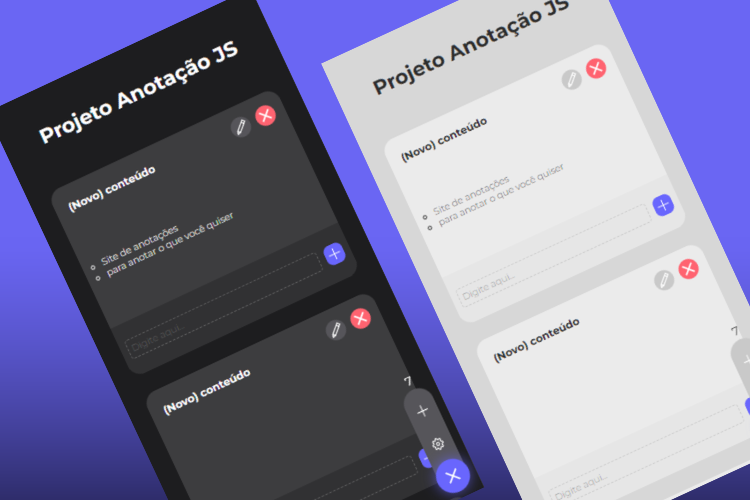 Projeto Anotação JS
(Novo) conteúdo
Site de anotações
para anotar o que você quiser
Digite aqui...
(Novo) conteúdo
7
Projeto Anotação JS
(Novo) conteúdo
Site de anotações
para anotar o que você quiser
Digite aqui...
(Novo) conteúdo
7
Digite aqui...